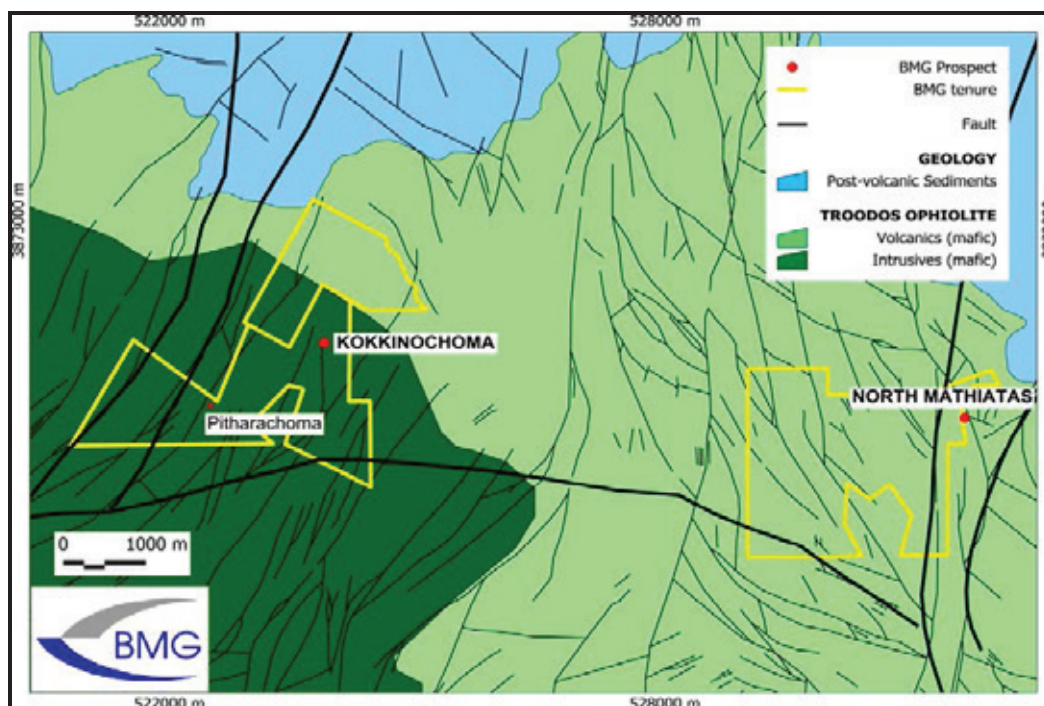 522000 m
528000 m
BMG Prospect
BMG tenure
Fault
GEOLOGY
Post-volcanic Sediments
TROODOS OPHIOLITE
Volcanics (mafic)
Intrusives (mafic)
3873000 m
KOKKINOCHOMA
NORTH MATHIATAS
Pitharachoma
0 1000 m
BMG
522000 m
528000 m